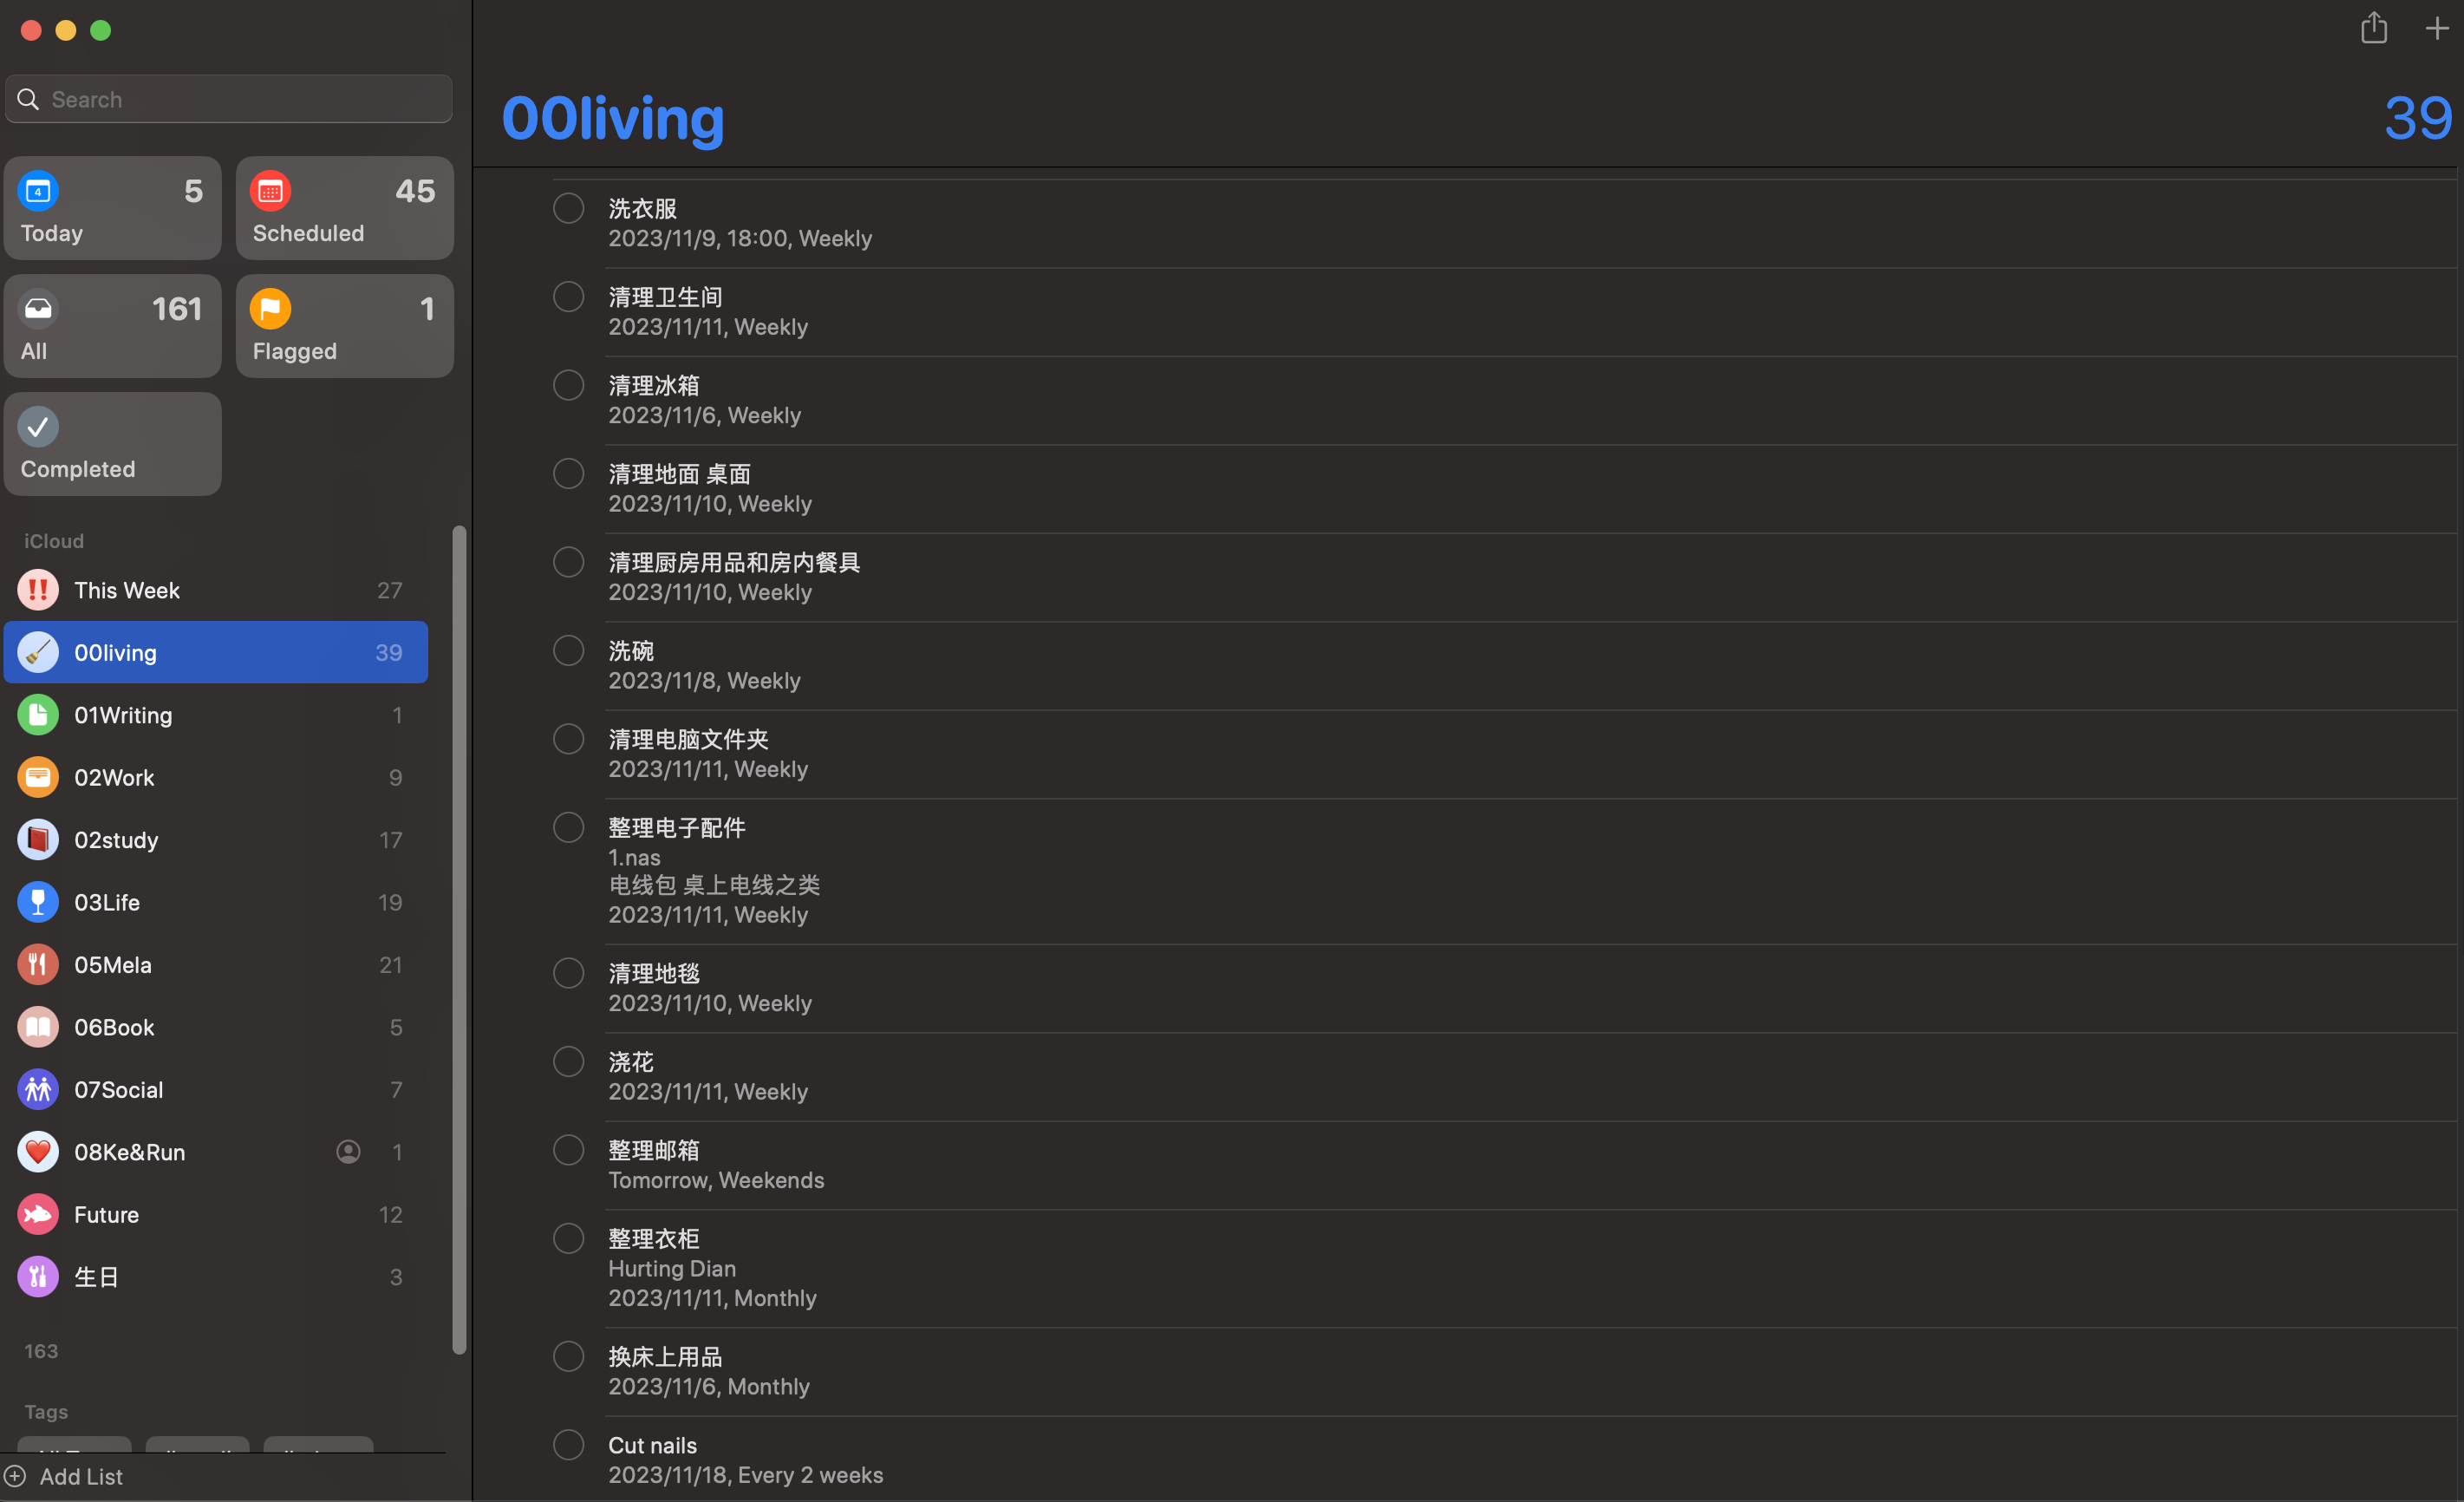 Search
4
5
Today
45
Scheduled
161
All
1
Flagged
Completed
iCloud
This Week 27
00living 39
01Writing 1
02Work 9
02study 17
03Life 19
05Mela 21
06Book 5
07Social 7
08Ke&Run 1
Future 12
生日 3
163
Tags
Add List
00living 39
洗衣服
2023/11/9, 18:00, Weekly
清理卫生间
2023/11/11, Weekly
清理冰箱
2023/11/6, Weekly
清理地面 桌面
2023/11/10, Weekly
清理厨房用品和房内餐具
2023/11/10, Weekly
洗碗
2023/11/8, Weekly
清理电脑文件夹
2023/11/11, Weekly
整理电子配件
1.nas
电线包 桌上电线之类
2023/11/11, Weekly
清理地毯
2023/11/10, Weekly
浇花
2023/11/11, Weekly
整理邮箱
Tomorrow, Weekends
整理衣柜
Hurting Dian
2023/11/11, Monthly
换床上用品
2023/11/6, Monthly
Cut nails
2023/11/18, Every 2 weeks